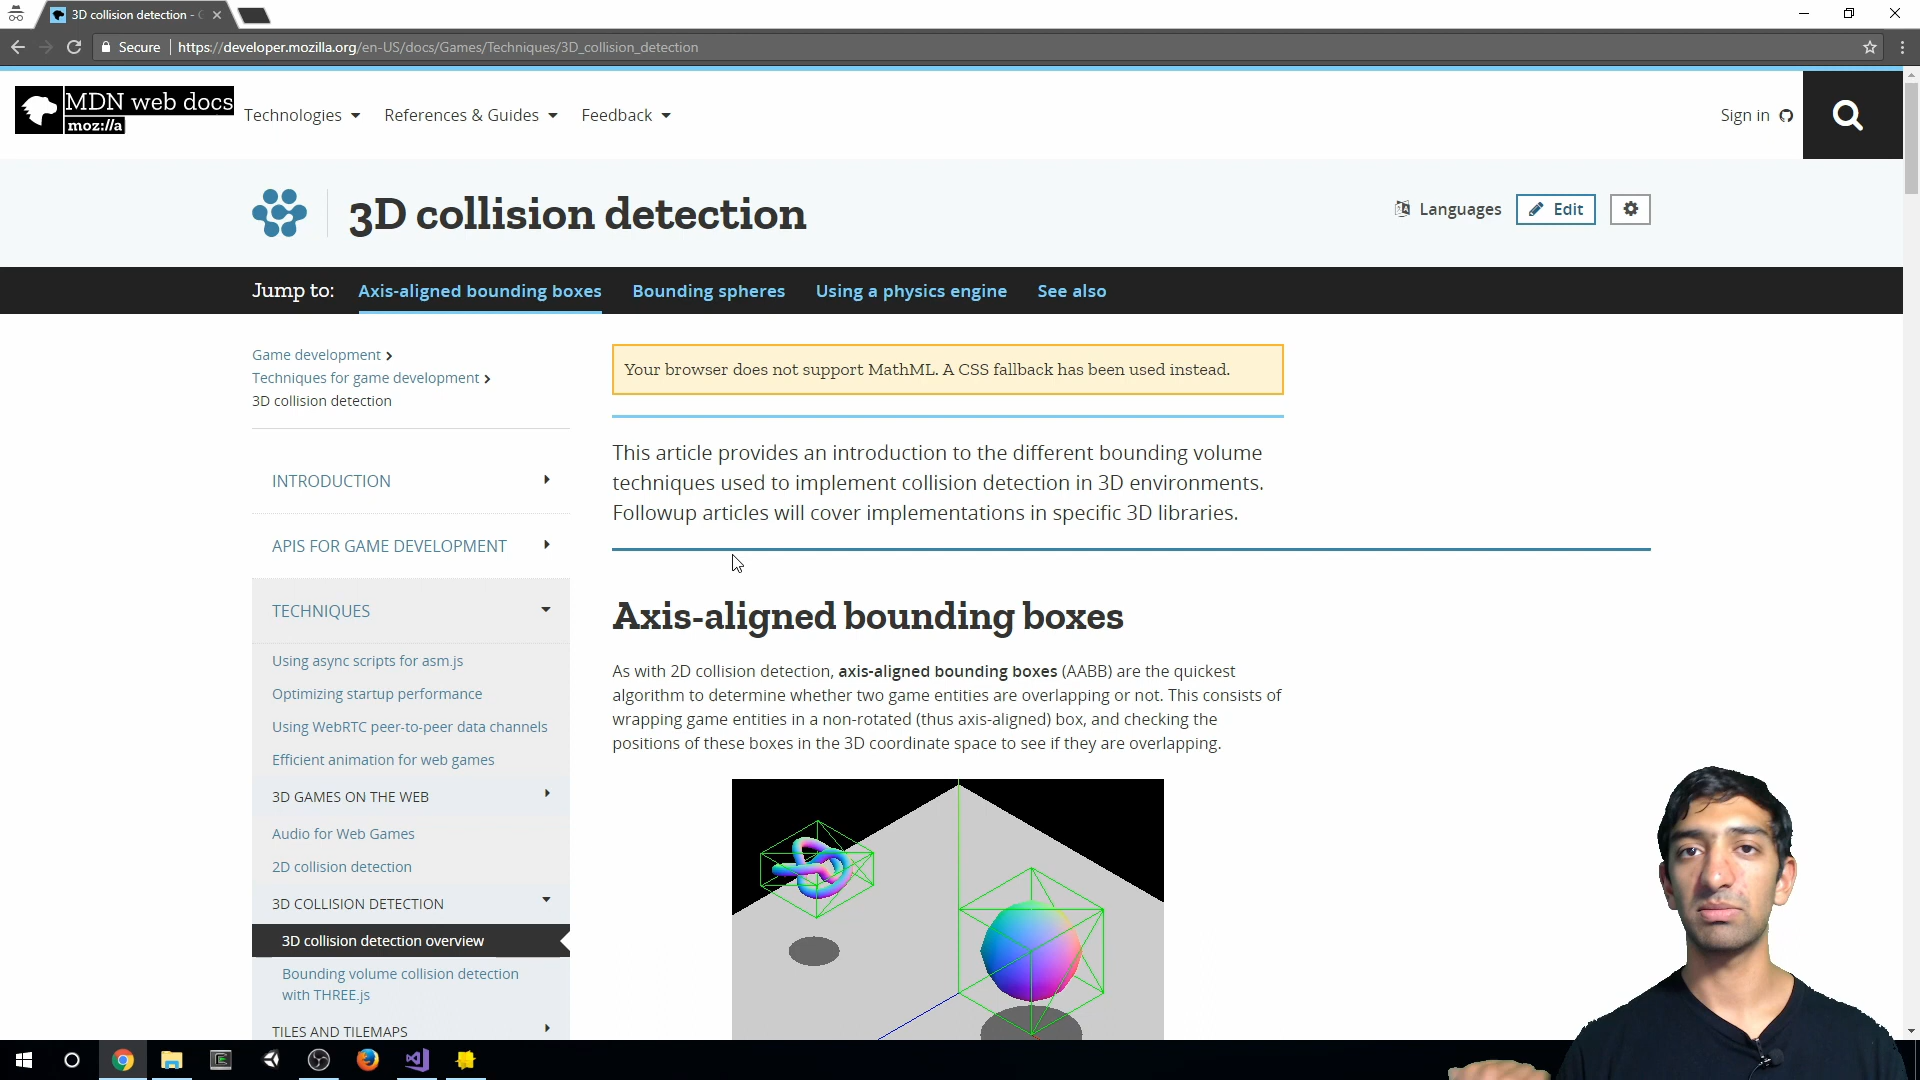 3D collision detection -
Secure
https://developer.mozilla.org/en-US/docs/Games/Techniques/3D_collision_detection
MDN web docs
moz://a
Technologies
References & Guides
Feedback
Sign in
3D collision detection
Languages
Edit
Jump to:
Axis-aligned bounding boxes
Bounding spheres
Using a physics engine
See also
Game development
Techniques for game development
3D collision detection
INTRODUCTION
APIS FOR GAME DEVELOPMENT
TECHNIQUES
Using async scripts for asm.js
Optimizing startup performance
Using WebRTC peer-to-peer data channels
Efficient animation for web games
3D GAMES ON THE WEB
Audio for Web Games
2D collision detection
3D COLLISION DETECTION
3D collision detection overview
Bounding volume collision detection
with THREE.js
TILES AND TILEMAPS
Your browser does not support MathML. A CSS fallback has been used instead.
This article provides an introduction to the different bounding volume
techniques used to implement collision detection in 3D environments.
Followup articles will cover implementations in specific 3D libraries.
Axis-aligned bounding boxes
As with 2D collision detection, axis-aligned bounding boxes (AABB) are the quickest
algorithm to determine whether two game entities are overlapping or not. This consists of
wrapping game entities in a non-rotated (thus axis-aligned) box, and checking the
positions of these boxes in the 3D coordinate space to see if they are overlapping.